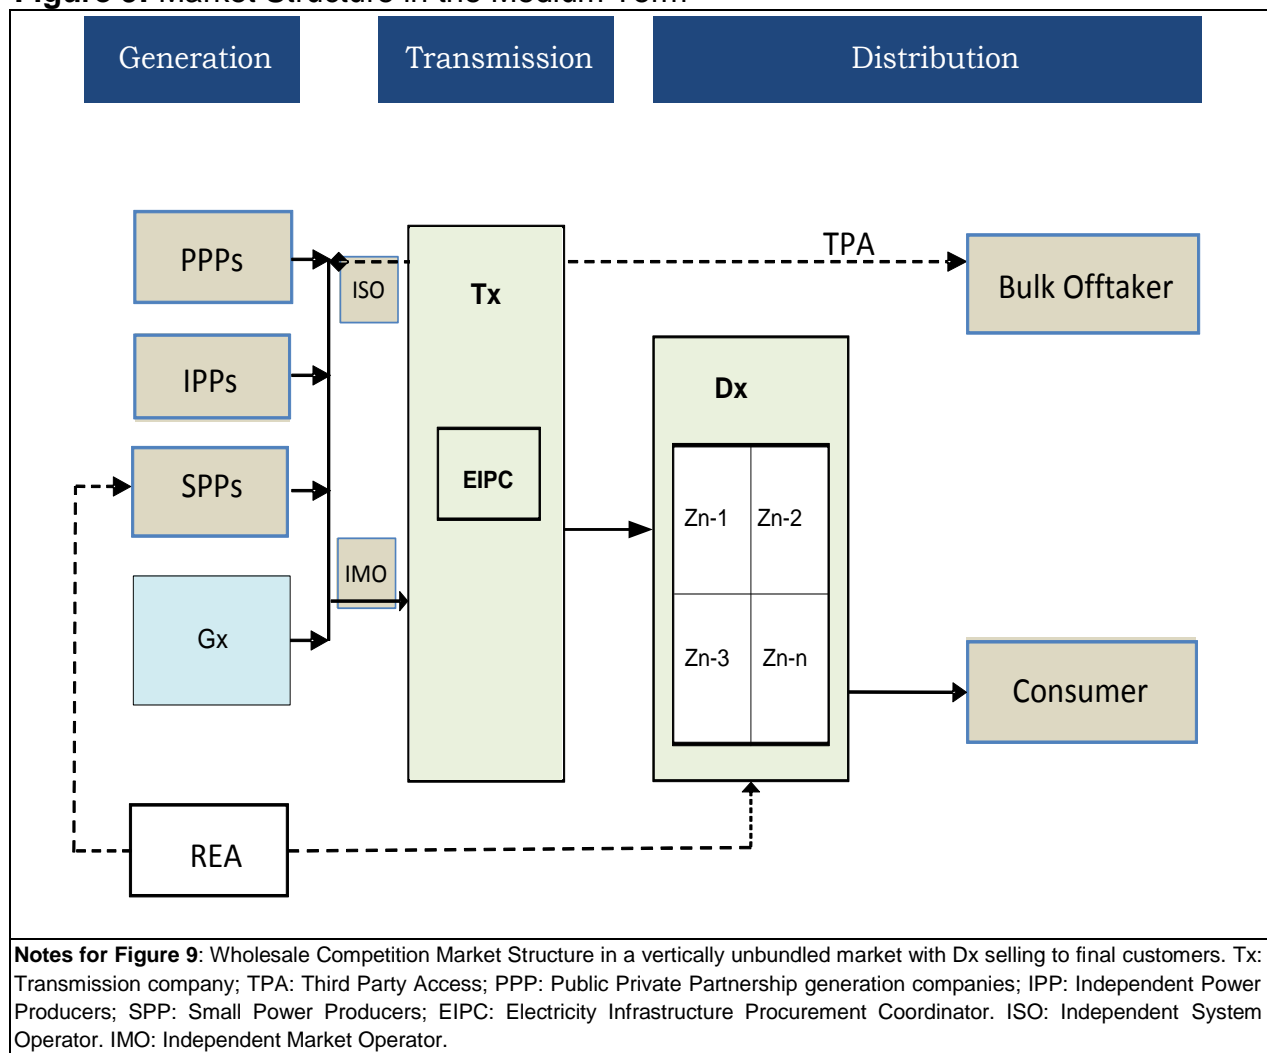 Generation
Transmission
Distribution
PPPs
ISO
Tx
TPA
Bulk Offtaker
IPPs
Dx
SPPs
EIPC
Zn-1
Zn-2
IMO
Gx
Zn-3
Zn-n
Consumer
REA
Notes for Figure 9: Wholesale Competition Market Structure in a vertically unbundled market with Dx selling to final customers. Tx:
Transmission company; TPA: Third Party Access; PPP: Public Private Partnership generation companies; IPP: Independent Power
Producers; SPP: Small Power Producers; EIPC: Electricity Infrastructure Procurement Coordinator. ISO: Independent System
Operator. IMO: Independent Market Operator.